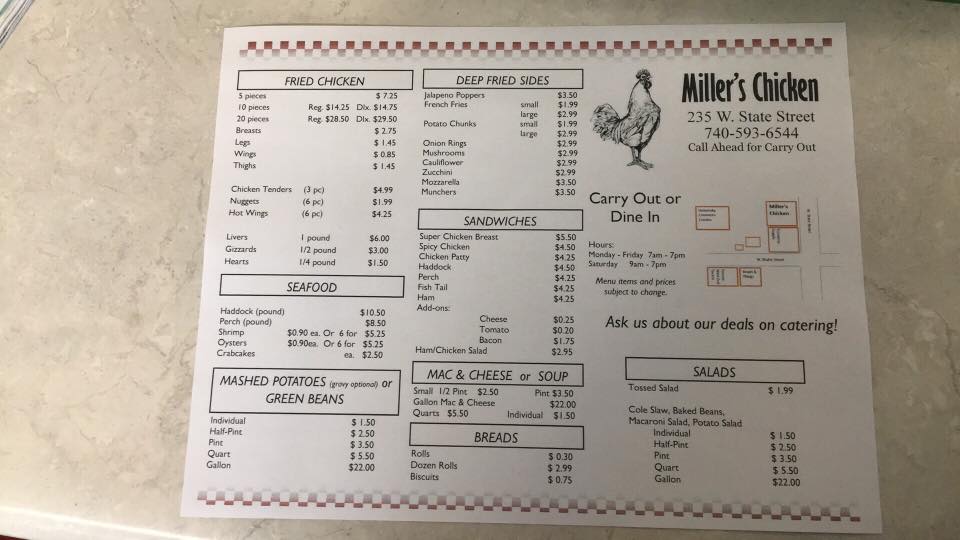 FRIED CHICKEN
5 pieces $ 7.25
10 pieces Reg. $14.25 Dlx. $14.75
20 pieces Reg. $28.50 Dlx. $29.50
Breasts $ 2.75
Legs $ 1.45
Wings $ 0.85
Thighs $ 1.45
Chicken Tenders (3 pc) $4.99
Nuggets (6 pc) $1.99
Hot Wings (6 pc) $4.25
Livers 1 pound $6.00
Gizzards 1/2 pound $3.00
Hearts 1/4 pound $1.50
SEAFOOD
Haddock (pound) $10.50
Perch (pound) $8.50
Shrimp $0.90 ea. Or 6 for $5.25
Oysters $0.90ea. Or 6 for $5.25
Crabcakes ea. $2.50
MASHED POTATOES (gravy optional) or
GREEN BEANS
Individual $ 1.50
Half-Pint $ 2.50
Pint $ 3.50
Quart $ 5.50
Gallon $22.00
DEEP FRIED SIDES
Jalapeno Poppers $3.50
French Fries small $1.99
large $2.99
Potato Chunks small $1.99
large $2.99
Onion Rings $2.99
Mushrooms $2.99
Cauliflower $2.99
Zucchini $2.99
Mozzarella $3.50
Munchers $3.50
SANDWICHES
Super Chicken Breast $5.50
Spicy Chicken $4.50
Chicken Patty $4.25
Haddock $4.50
Perch $4.25
Fish Tail $4.25
Ham $4.25
Add-ons:
Cheese $0.25
Tomato $0.20
Bacon $1.75
Ham/Chicken Salad $2.95
MAC & CHEESE or SOUP
Small 1/2 Pint $2.50 Pint $3.50
Gallon Mac & Cheese $22.00
Quarts $5.50 Individual $1.50
BREADS
Rolls $ 0.30
Dozen Rolls $ 2.99
Biscuits $ 0.75
Miller's Chicken
235 W. State Street
740-593-6544
Call Ahead for Carry Out
Carry Out or
Dine In
Hours:
Monday - Friday 7am - 7pm
Saturday 9am - 7pm
Menu items and prices
subject to change.
Miller's
Chicken
W. State Street
Ask us about our deals on catering!
SALADS
Tossed Salad $ 1.99
Cole Slaw, Baked Beans,
Macaroni Salad, Potato Salad
Individual $ 1.50
Half-Pint $ 2.50
Pint $ 3.50
Quart $ 5.50
Gallon $22.00